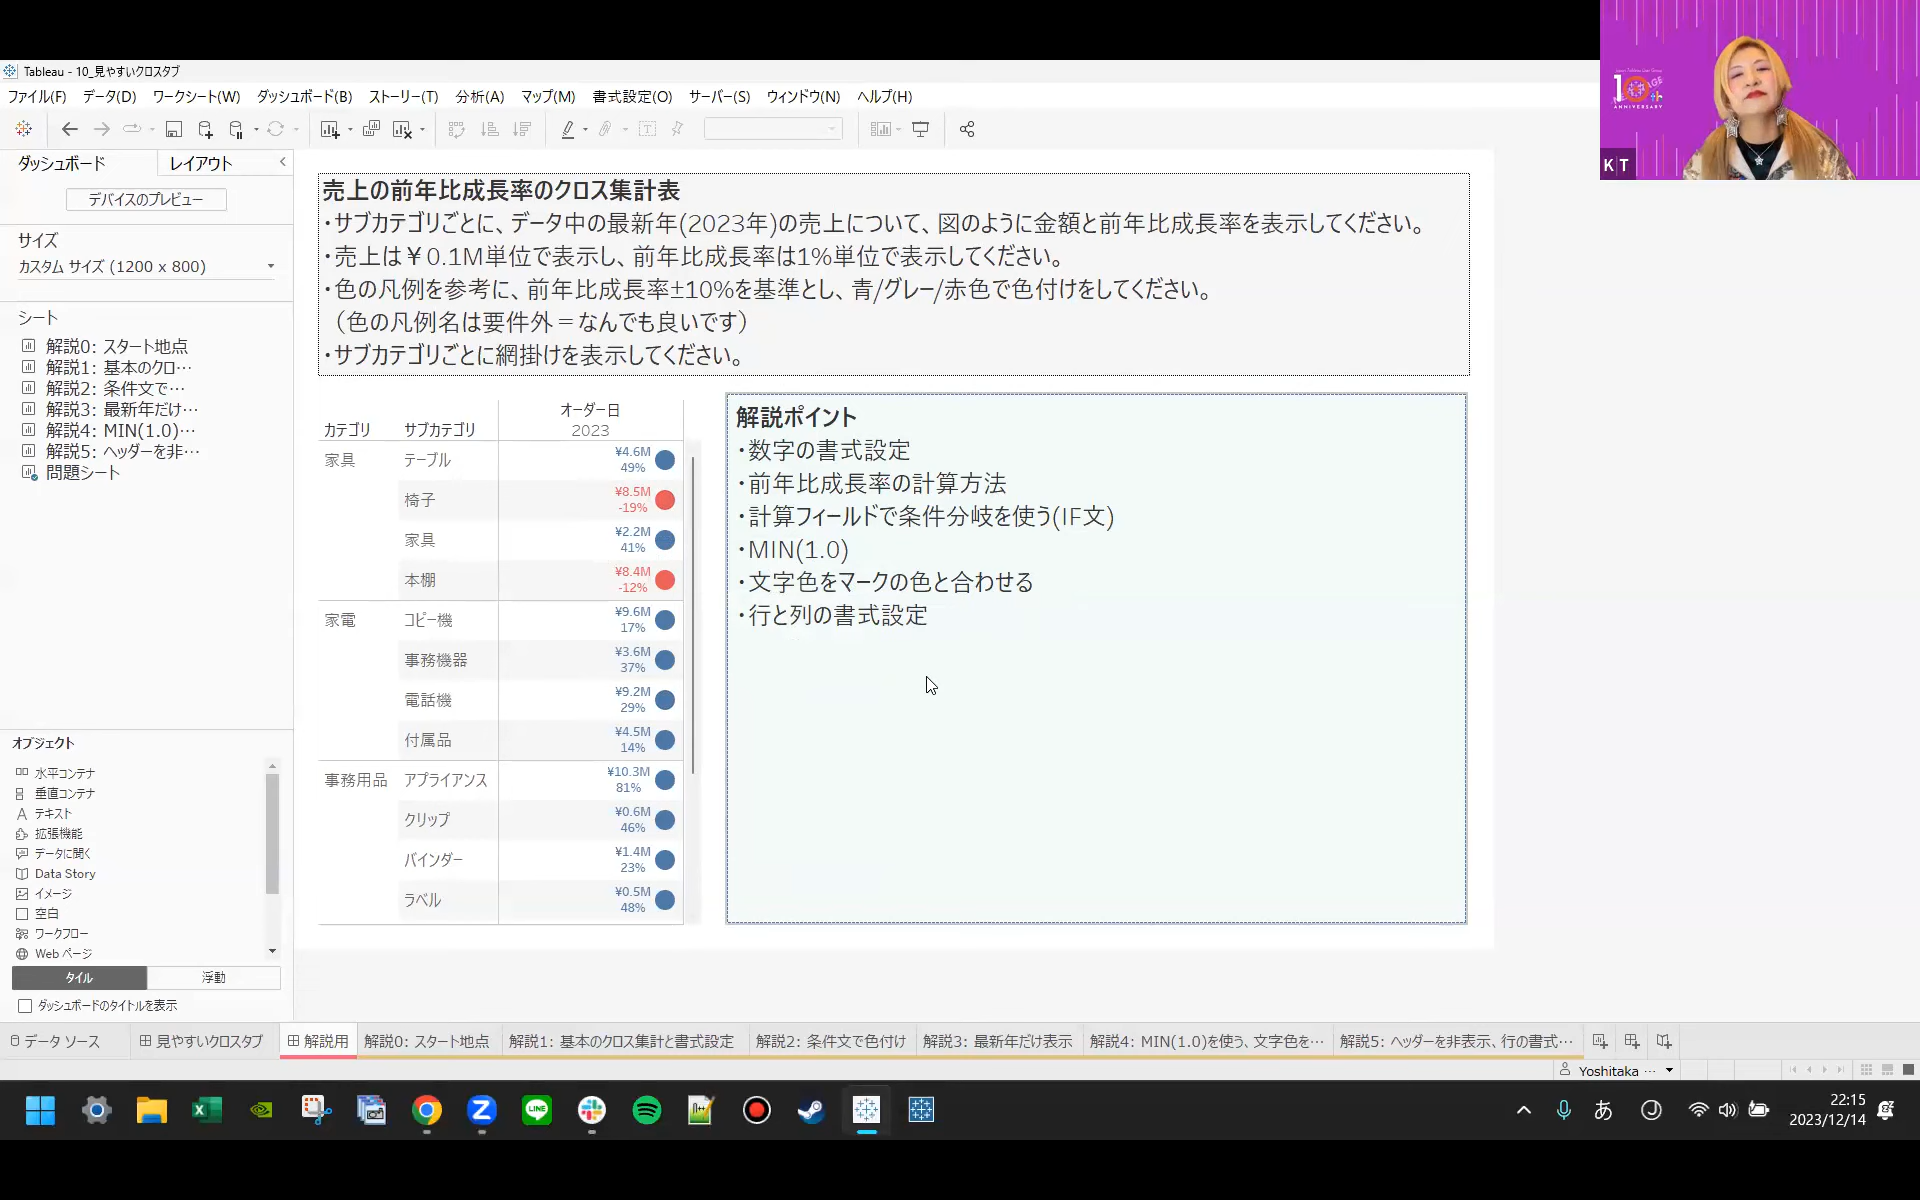 Tableau - 10_見やすいクロスタブ
ファイル(F) データ(D) ワークシート(W) ダッシュボード(B) ストーリー(T) 分析(A) マップ(M) 書式設定(O) サーバー(S) ウィンドウ(N) ヘルプ(H)
ダッシュボード レイアウト
デバイスのプレビュー
サイズ
カスタム サイズ (1200 x 800)
シート
解説0: スタート地点
解説1: 基本のクロ…
解説2: 条件文で…
解説3: 最新年だけ…
解説4: MIN(1.0)…
解説5: ヘッダーを非…
問題シート
オブジェクト
水平コンテナ
垂直コンテナ
テキスト
拡張機能
データに聞く
Data Story
イメージ
空白
ワークフロー
Web ページ
タイル 浮動
ダッシュボードのタイトルを表示
売上の前年比成長率のクロス集計表
・サブカテゴリごとに、データ中の最新年(2023年)の売上について、図のように金額と前年比成長率を表示してください。
・売上は￥0.1M単位で表示し、前年比成長率は1%単位で表示してください。
・色の凡例を参考に、前年比成長率±10%を基準とし、青/グレー/赤色で色付けをしてください。
（色の凡例名は要件外＝なんでも良いです）
・サブカテゴリごとに網掛けを表示してください。
オーダー日
カテゴリ サブカテゴリ 2023
家具 テーブル ¥4.6M
49%
椅子 ¥8.5M
-19%
家具 ¥2.2M
41%
本棚 ¥8.4M
-12%
家電 コピー機 ¥9.6M
17%
事務機器 ¥3.6M
37%
電話機 ¥9.2M
29%
付属品 ¥4.5M
14%
事務用品 アプライアンス ¥10.3M
81%
クリップ ¥0.6M
46%
バインダー ¥1.4M
23%
ラベル ¥0.5M
48%
解説ポイント
・数字の書式設定
・前年比成長率の計算方法
・計算フィールドで条件分岐を使う(IF文)
・MIN(1.0)
・文字色をマークの色と合わせる
・行と列の書式設定
K T
10th
ANNIVERSARY
データ ソース 見やすいクロスタブ 解説用 解説0: スタート地点 解説1: 基本のクロス集計と書式設定 解説2: 条件文で色付け 解説3: 最新年だけ表示 解説4: MIN(1.0)を使う、文字色を… 解説5: ヘッダーを非表示、行の書式…
Yoshitaka …
LINE
あ
22:15
2023/12/14